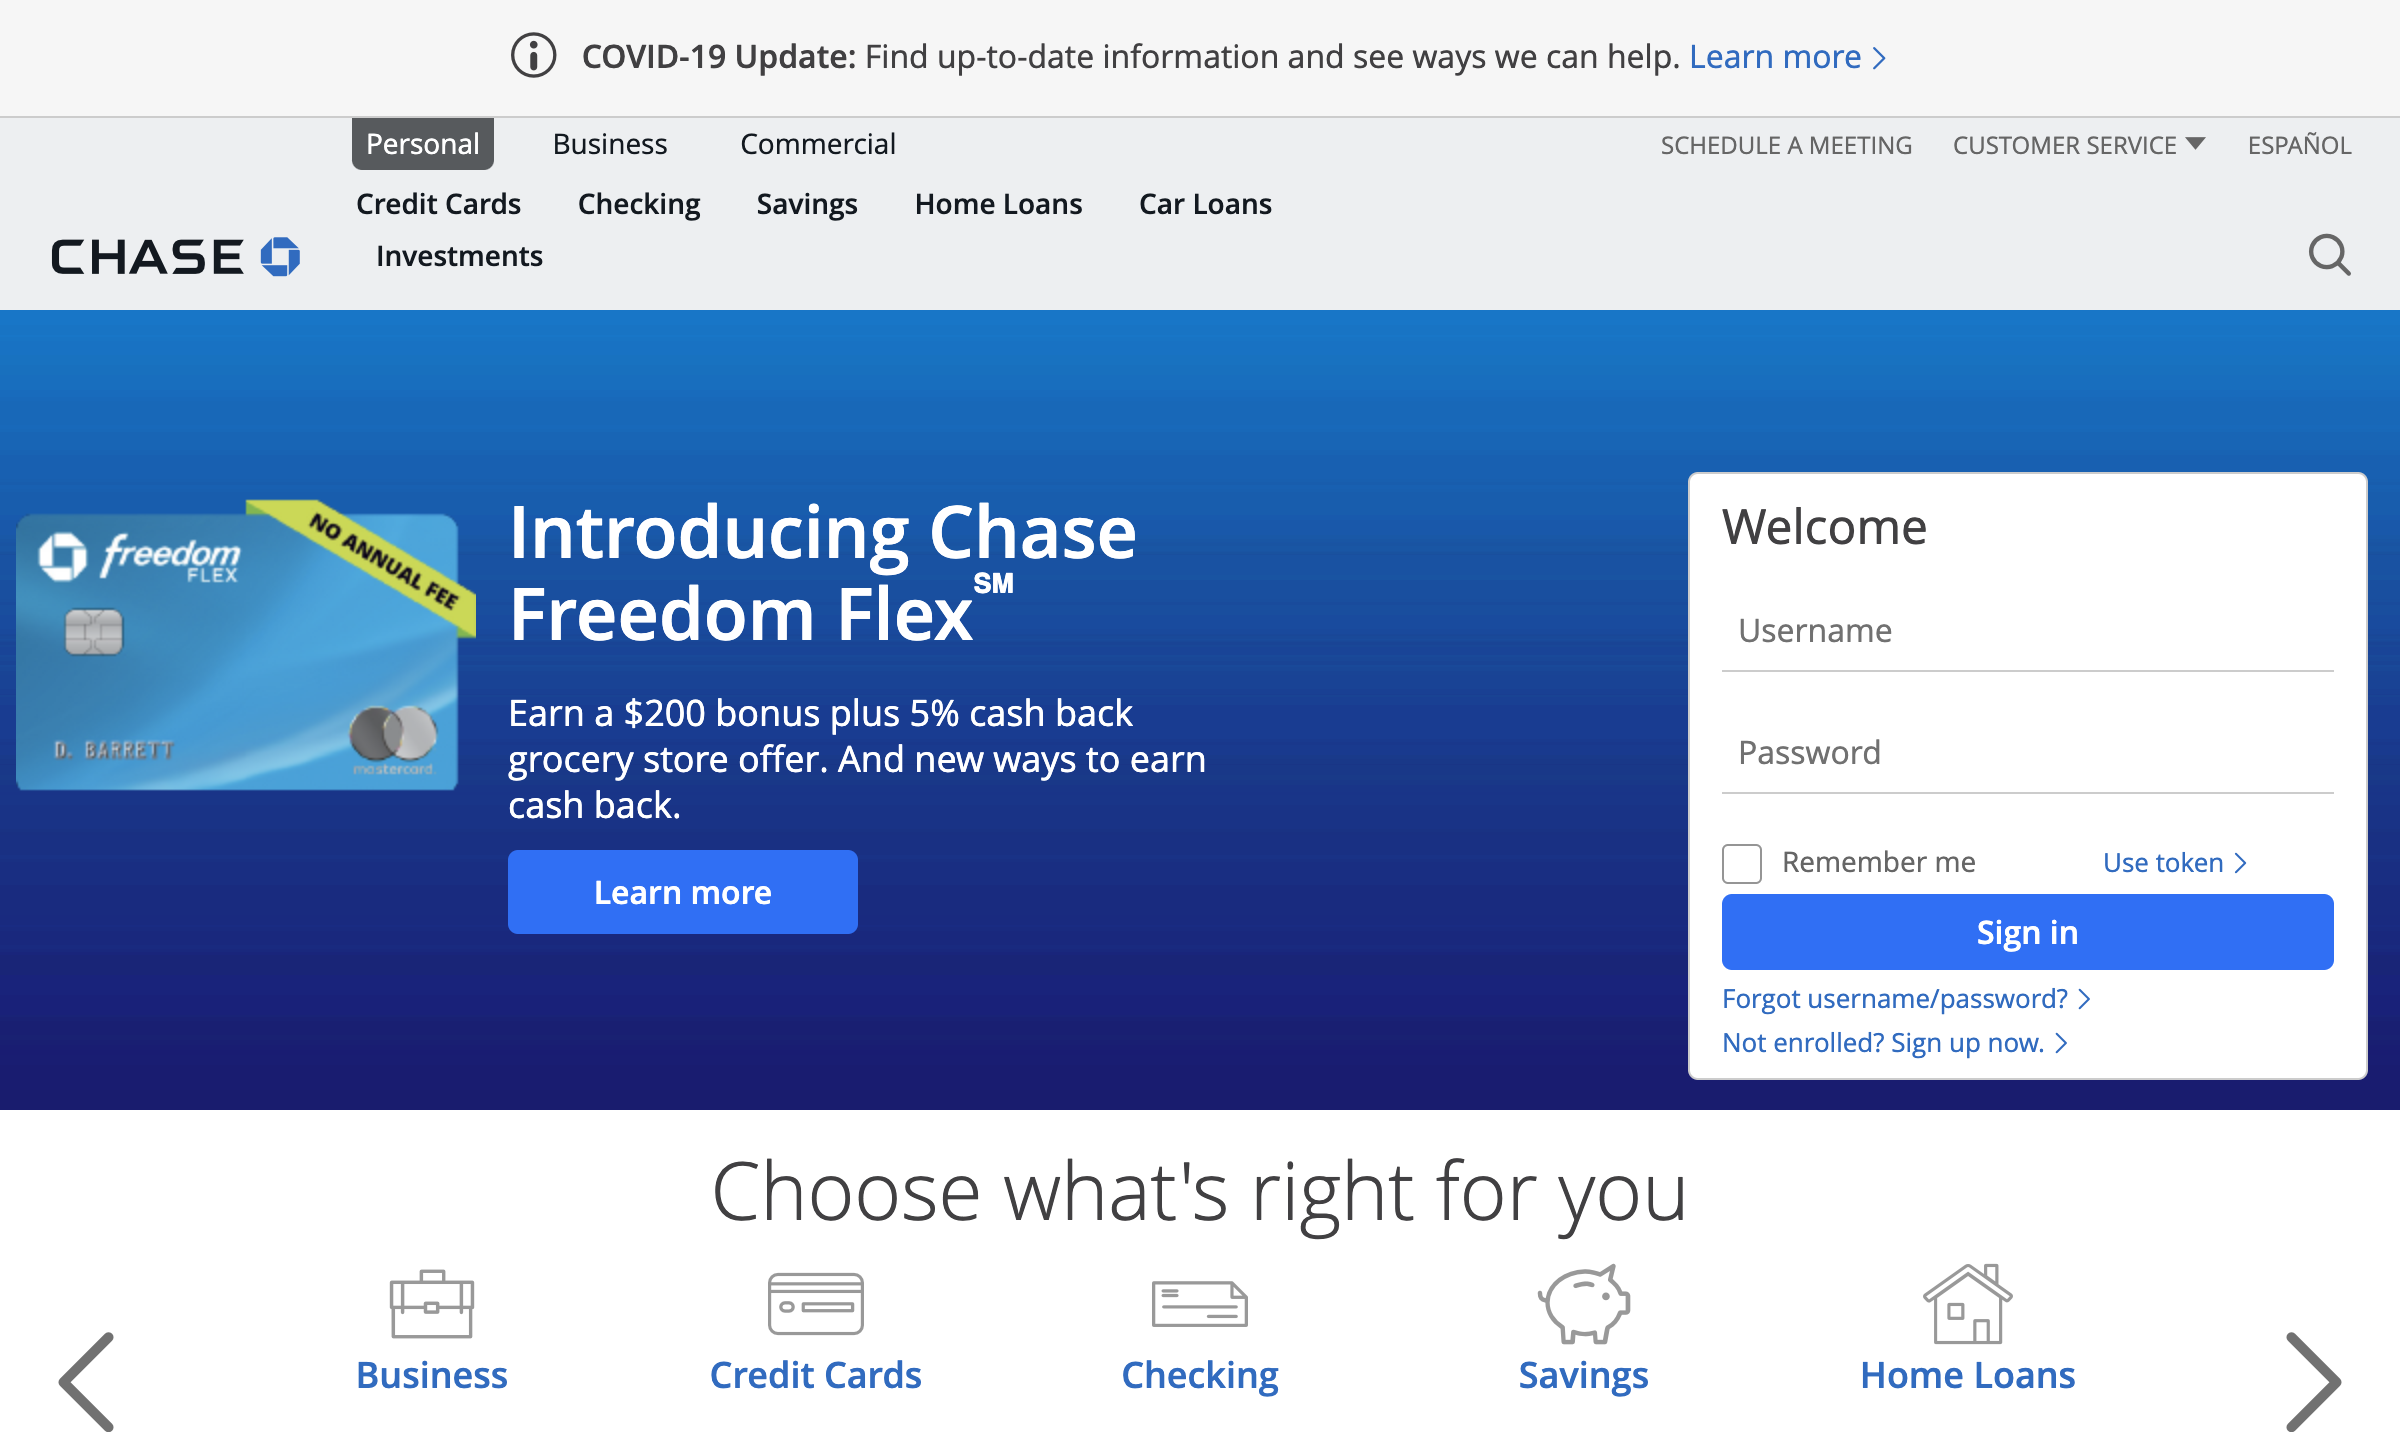 COVID-19 Update: Find up-to-date information and see ways we can help. Learn more
Personal Business Commercial SCHEDULE A MEETING CUSTOMER SERVICE ESPAÑOL
Credit Cards Checking Savings Home Loans Car Loans
CHASE Investments
freedom
FLEX
NO ANNUAL FEE
D. BARRETT
mastercard.
Introducing Chase
Freedom Flex℠
Earn a $200 bonus plus 5% cash back
grocery store offer. And new ways to earn
cash back.
Learn more
Welcome
Username
Password
Remember me Use token
Sign in
Forgot username/password?
Not enrolled? Sign up now.
Choose what's right for you
Business Credit Cards Checking Savings Home Loans